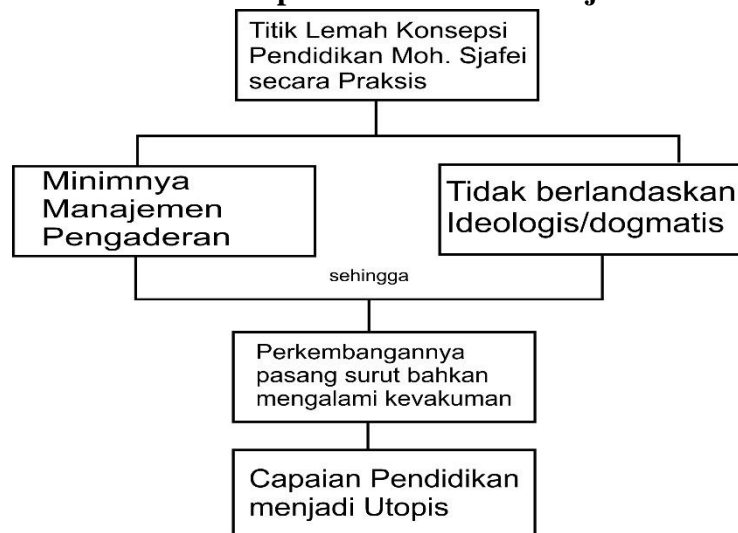 Titik Lemah Konsepsi
Pendidikan Moh. Sjafei
secara Praksis
Minimnya
Manajemen
Pengaderan
Tidak berlandaskan
Ideologis/dogmatis
sehingga
Perkembangannya
pasang surut bahkan
mengalami kevakuman
Capaian Pendidikan
menjadi Utopis